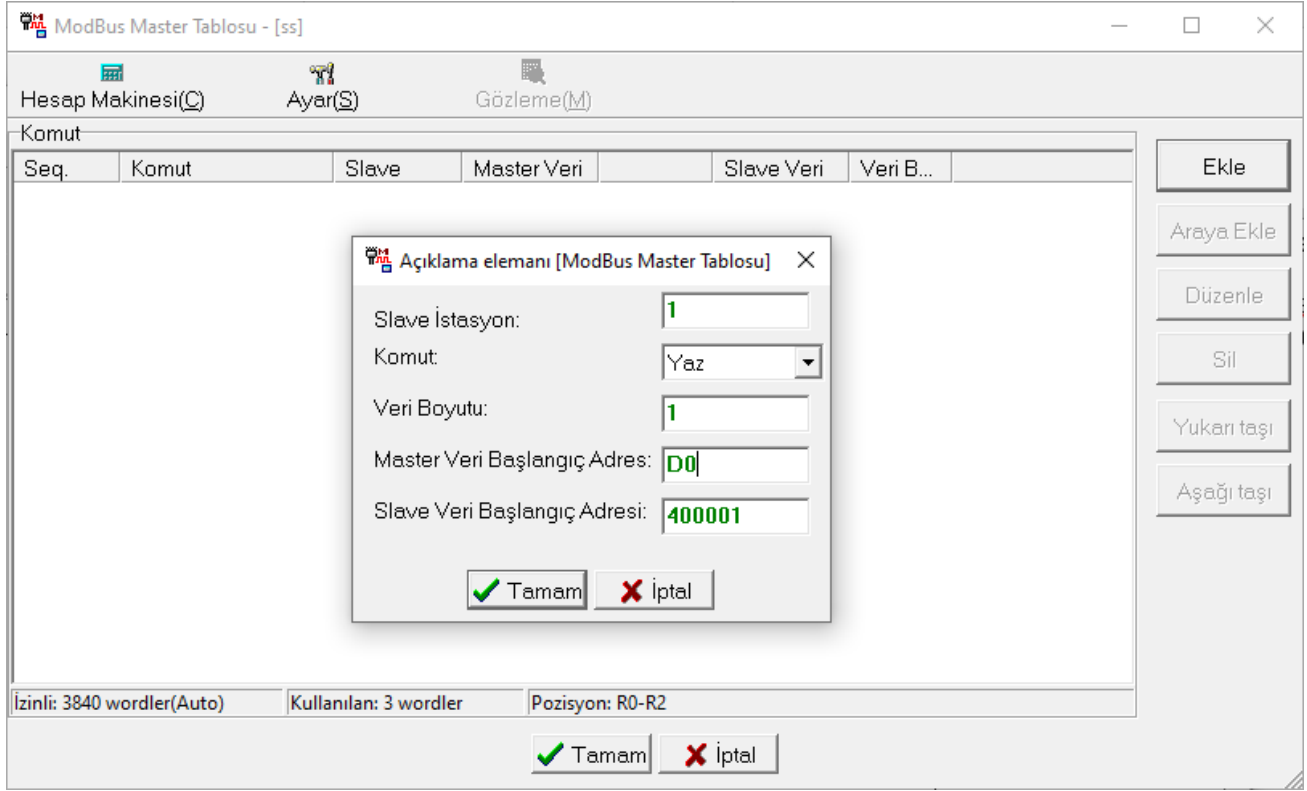 ModBus Master Tablosu - [ss]
Hesap Makinesi(C) Ayar(S) Gözleme(M)
Komut
Seq. Komut Slave Master Veri Slave Veri Veri B...
Ekle
Araya Ekle
Düzenle
Sil
Yukarı taşı
Aşağı taşı
Açıklama elemanı [ModBus Master Tablosu]
Slave İstasyon: 1
Komut: Yaz
Veri Boyutu: 1
Master Veri Başlangıç Adres: D0
Slave Veri Başlangıç Adresi: 400001
Tamam İptal
İzinli: 3840 wordler(Auto) Kullanılan: 3 wordler Pozisyon: R0-R2
Tamam İptal